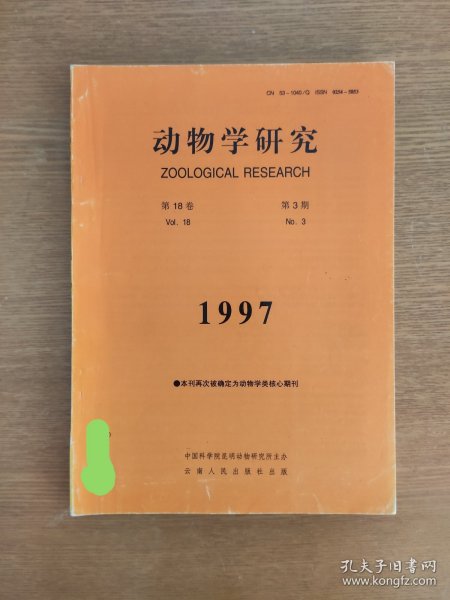 CN 53-1040/Q ISSN 0254-5853
动物学研究
ZOOLOGICAL RESEARCH
第18卷 第3期
Vol. 18 No. 3
1997
●本刊再次被确定为动物学类核心期刊
中国科学院昆明动物研究所主办
云南人民出版社出版
孔夫子旧书网
www.kongfz.com